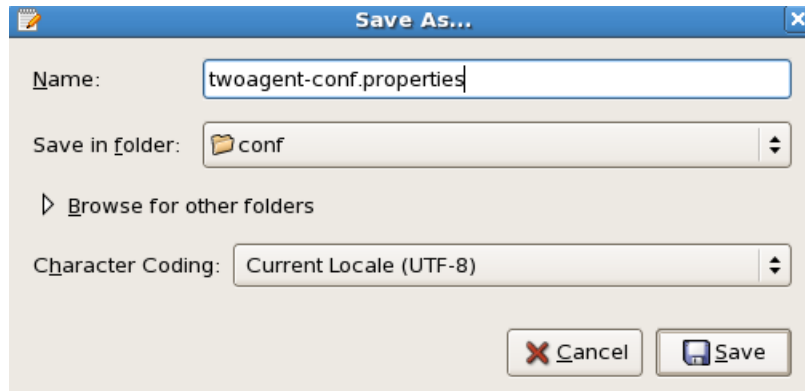 Save As...
Name: twoagent-conf.properties
Save in folder: conf
Browse for other folders
Character Coding: Current Locale (UTF-8)
Cancel Save